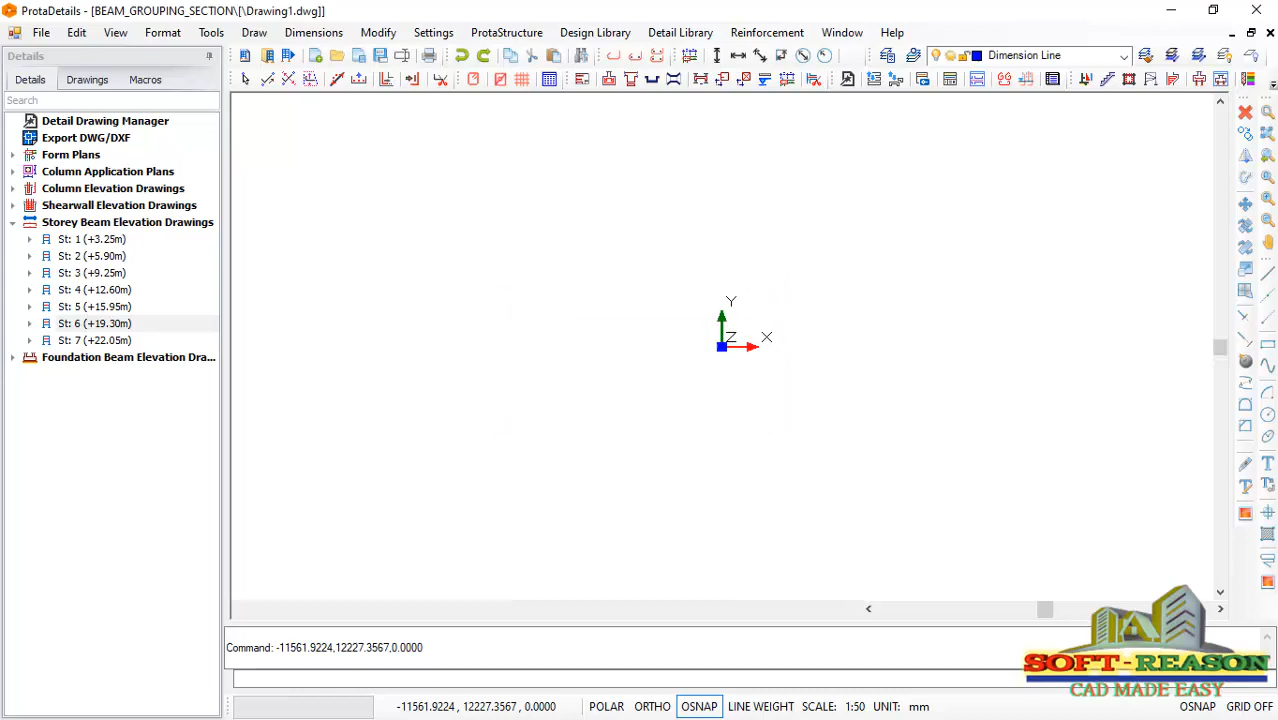 ProtaDetails - [BEAM_GROUPING_SECTION\[\Drawing1.dwg]]
File Edit View Format Tools Draw Dimensions Modify Settings ProtaStructure Design Library Detail Library Reinforcement Window Help
Details
Dimension Line
Details Drawings Macros
Search
Detail Drawing Manager
Export DWG/DXF
Form Plans
Column Application Plans
Column Elevation Drawings
Shearwall Elevation Drawings
Storey Beam Elevation Drawings
St: 1 (+3.25m)
St: 2 (+5.90m)
St: 3 (+9.25m)
St: 4 (+12.60m)
St: 5 (+15.95m)
St: 6 (+19.30m)
St: 7 (+22.05m)
Foundation Beam Elevation Dra...
Y
Z X
Command: -11561.9224,12227.3567,0.0000
SOFT-REASON
CAD MADE EASY
-11561.9224 , 12227.3567 , 0.0000 POLAR ORTHO OSNAP LINE WEIGHT SCALE: 1:50 UNIT: mm OSNAP GRID OFF